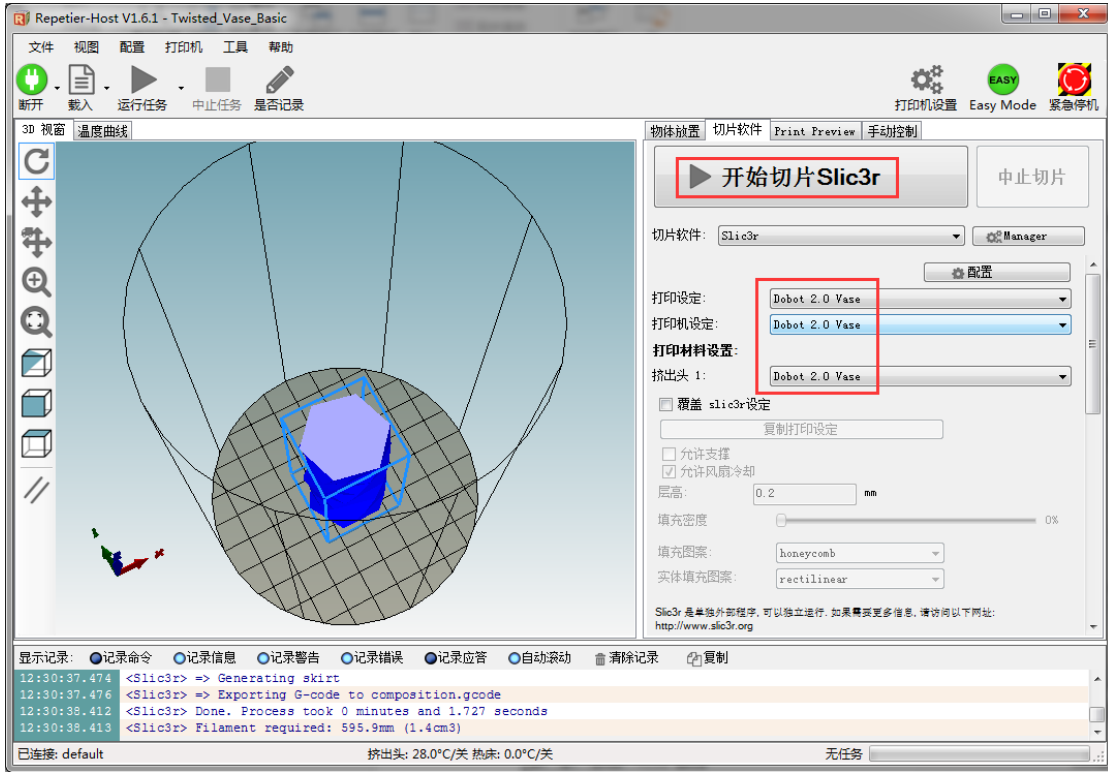 Repetier-Host V1.6.1 - Twisted_Vase_Basic
文件 视图 配置 打印机 工具 帮助
断开 载入 运行任务 中止任务 是否记录 打印机设置 EASY Easy Mode 紧急停机
3D 视窗 温度曲线
物体放置 切片软件 Print Preview 手动控制
开始切片Slic3r 中止切片
切片软件: Slic3r Manager
配置
打印设定: Dobot 2.0 Vase
打印机设定: Dobot 2.0 Vase
打印材料设置:
挤出头 1: Dobot 2.0 Vase
覆盖 slic3r设定
复制打印设定
允许支撑
允许风扇冷却
层高: 0.2 mm
填充密度 0%
填充图案: honeycomb
实体填充图案: rectilinear
Slic3r 是单独外部程序, 可以独立运行. 如果需要更多信息, 请访问以下网址:
http://www.slic3r.org
显示记录: 记录命令 记录信息 记录警告 记录错误 记录应答 自动滚动 清除记录 复制
12:30:37.474 <Slic3r> => Generating skirt
12:30:37.476 <Slic3r> => Exporting G-code to composition.gcode
12:30:38.412 <Slic3r> Done. Process took 0 minutes and 1.727 seconds
12:30:38.413 <Slic3r> Filament required: 595.9mm (1.4cm3)
已连接: default 挤出头: 28.0°C/关 热床: 0.0°C/关 无任务